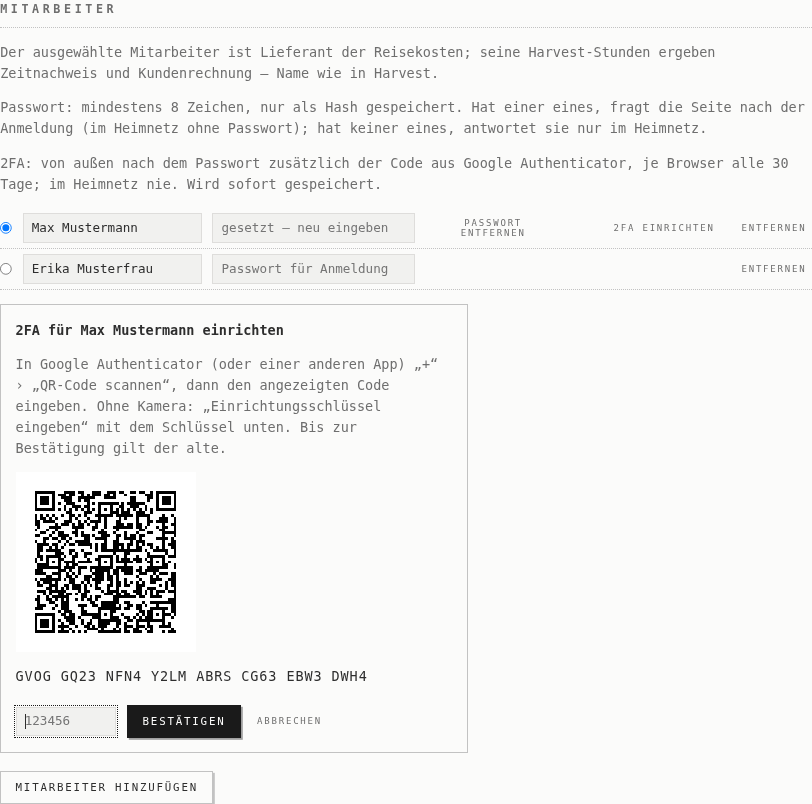 MITARBEITER
Der ausgewählte Mitarbeiter ist Lieferant der Reisekosten; seine Harvest-Stunden ergeben
Zeitnachweis und Kundenrechnung — Name wie in Harvest.
Passwort: mindestens 8 Zeichen, nur als Hash gespeichert. Hat einer eines, fragt die Seite nach der
Anmeldung (im Heimnetz ohne Passwort); hat keiner eines, antwortet sie nur im Heimnetz.
2FA: von außen nach dem Passwort zusätzlich der Code aus Google Authenticator, je Browser alle 30
Tage; im Heimnetz nie. Wird sofort gespeichert.
Max Mustermann gesetzt — neu eingeben PASSWORT ENTFERNEN 2FA EINRICHTEN ENTFERNEN
Erika Musterfrau Passwort für Anmeldung ENTFERNEN
2FA für Max Mustermann einrichten
In Google Authenticator (oder einer anderen App) „+“
› „QR-Code scannen“, dann den angezeigten Code
eingeben. Ohne Kamera: „Einrichtungsschlüssel
eingeben“ mit dem Schlüssel unten. Bis zur
Bestätigung gilt der alte.
GVOG GQ23 NFN4 Y2LM ABRS CG63 EBW3 DWH4
123456 BESTÄTIGEN ABBRECHEN
MITARBEITER HINZUFÜGEN